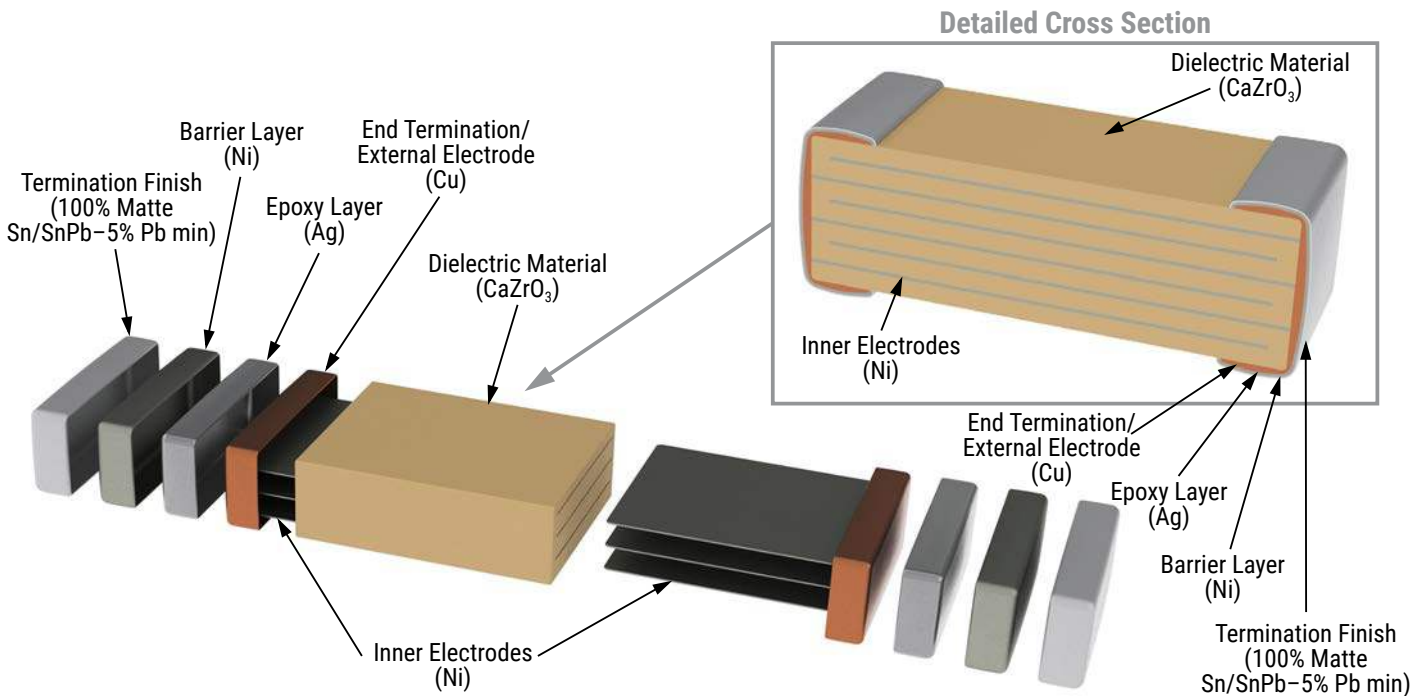 Detailed Cross Section
Dielectric Material
(CaZrO₃)
Inner Electrodes
(Ni)
End Termination/
External Electrode
(Cu)
Epoxy Layer
(Ag)
Barrier Layer
(Ni)
Termination Finish
(100% Matte
Sn/SnPb–5% Pb min)
Termination Finish
(100% Matte
Sn/SnPb–5% Pb min)
Barrier Layer
(Ni)
Epoxy Layer
(Ag)
End Termination/
External Electrode
(Cu)
Dielectric Material
(CaZrO₃)
Inner Electrodes
(Ni)